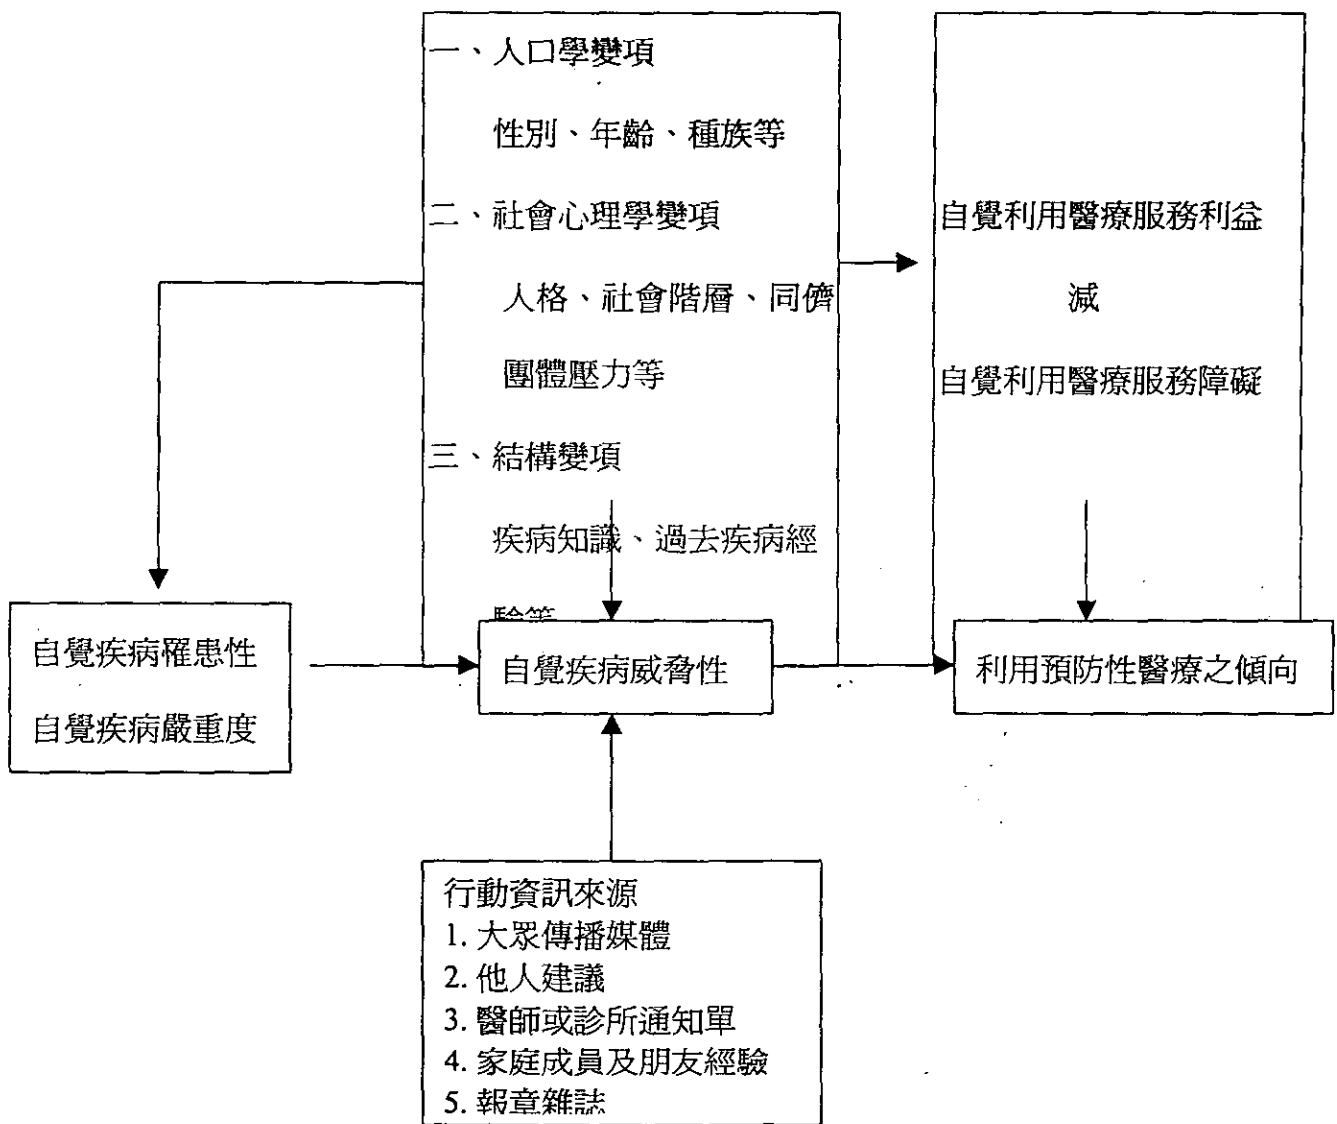 一、人口學變項
性別、年齡、種族等
二、社會心理學變項
人格、社會階層、同儕
團體壓力等
三、結構變項
疾病知識、過去疾病經
驗等
自覺利用醫療服務利益
減
自覺利用醫療服務障礙
自覺疾病罹患性
自覺疾病嚴重度
自覺疾病威脅性
利用預防性醫療之傾向
行動資訊來源
1. 大眾傳播媒體
2. 他人建議
3. 醫師或診所通知單
4. 家庭成員及朋友經驗
5. 報章雜誌